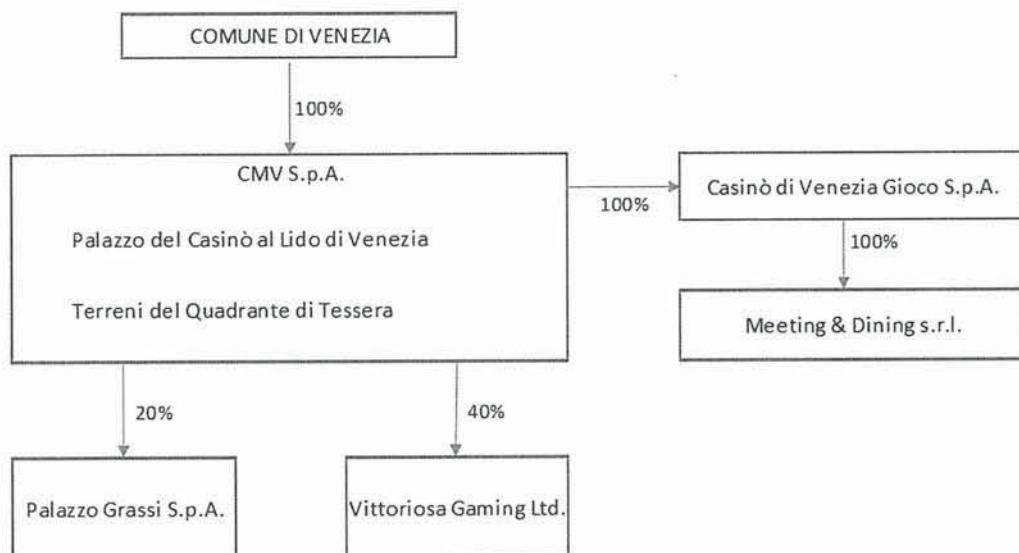 COMUNE DI VENEZIA
100%
CMV S.p.A.
Palazzo del Casinò al Lido di Venezia
Terreni del Quadrante di Tessera
100%
Casinò di Venezia Gioco S.p.A.
100%
Meeting & Dining s.r.l.
20%
40%
Palazzo Grassi S.p.A.
Vittoriosa Gaming Ltd.